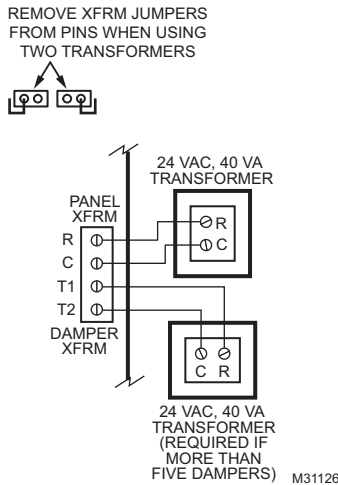 REMOVE XFRM JUMPERS
FROM PINS WHEN USING
TWO TRANSFORMERS
24 VAC, 40 VA
TRANSFORMER
PANEL
XFRM
R
C
T1
T2
R
C
DAMPER
XFRM
C R
24 VAC, 40 VA
TRANSFORMER
(REQUIRED IF
MORE THAN
FIVE DAMPERS)
M31126